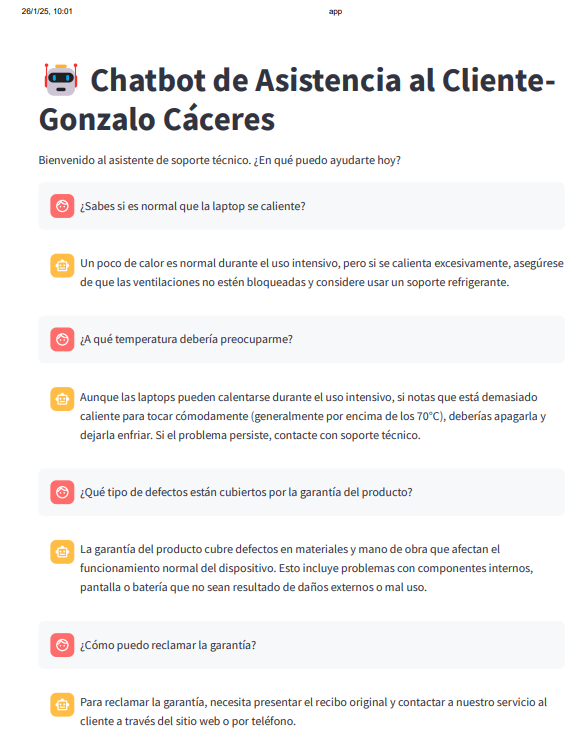 26/1/25, 10:01
app
Chatbot de Asistencia al Cliente-
Gonzalo Cáceres
Bienvenido al asistente de soporte técnico. ¿En qué puedo ayudarte hoy?
¿Sabes si es normal que la laptop se caliente?
Un poco de calor es normal durante el uso intensivo, pero si se calienta excesivamente, asegúrese
de que las ventilaciones no estén bloqueadas y considere usar un soporte refrigerante.
¿A qué temperatura debería preocuparme?
Aunque las laptops pueden calentarse durante el uso intensivo, si notas que está demasiado
caliente para tocar cómodamente (generalmente por encima de los 70°C), deberías apagarla y
dejarla enfriar. Si el problema persiste, contacte con soporte técnico.
¿Qué tipo de defectos están cubiertos por la garantía del producto?
La garantía del producto cubre defectos en materiales y mano de obra que afectan el
funcionamiento normal del dispositivo. Esto incluye problemas con componentes internos,
pantalla o batería que no sean resultado de daños externos o mal uso.
¿Cómo puedo reclamar la garantía?
Para reclamar la garantía, necesita presentar el recibo original y contactar a nuestro servicio al
cliente a través del sitio web o por teléfono.